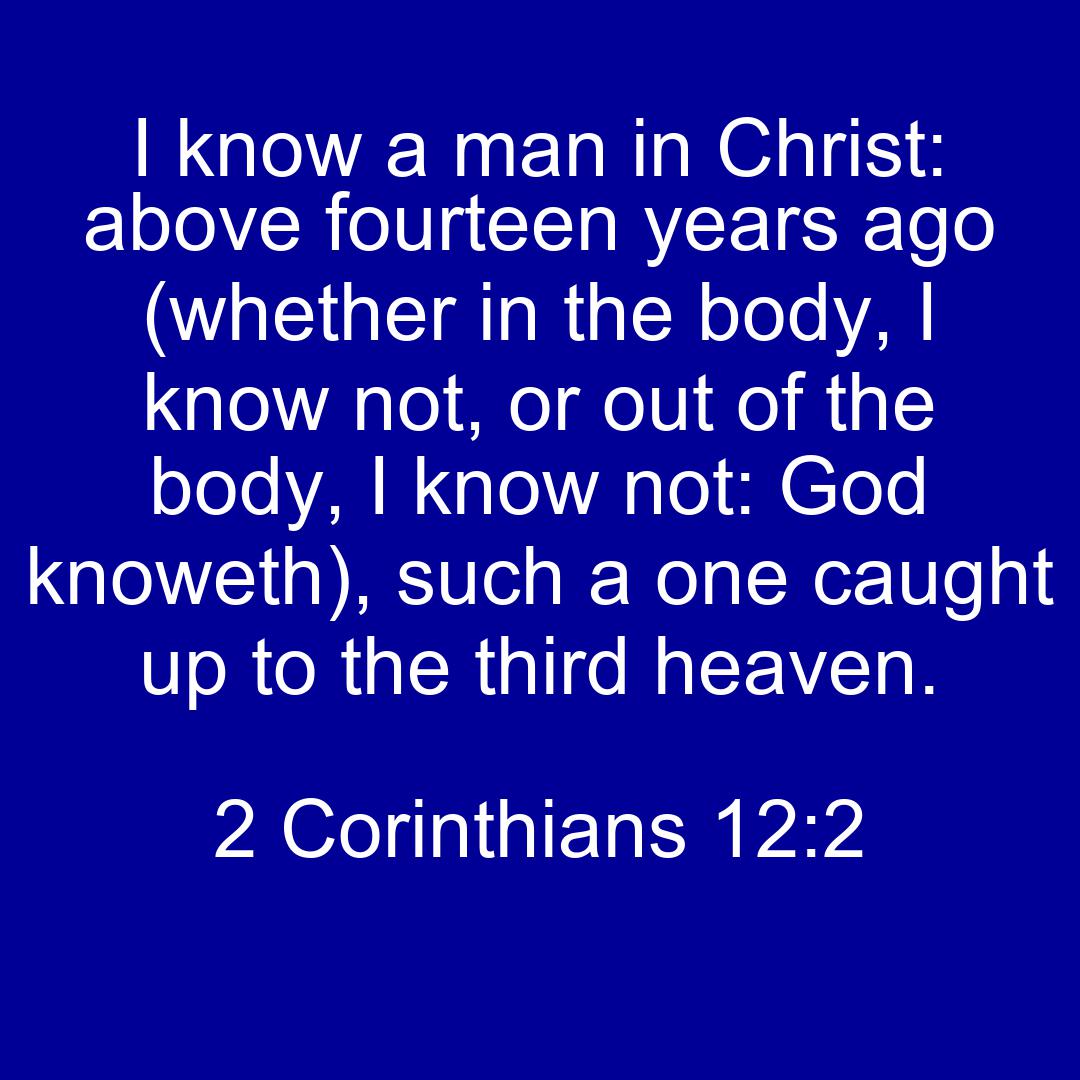 I know a man in Christ:
above fourteen years ago
(whether in the body, I
know not, or out of the
body, I know not: God
knoweth), such a one caught
up to the third heaven.
2 Corinthians 12:2